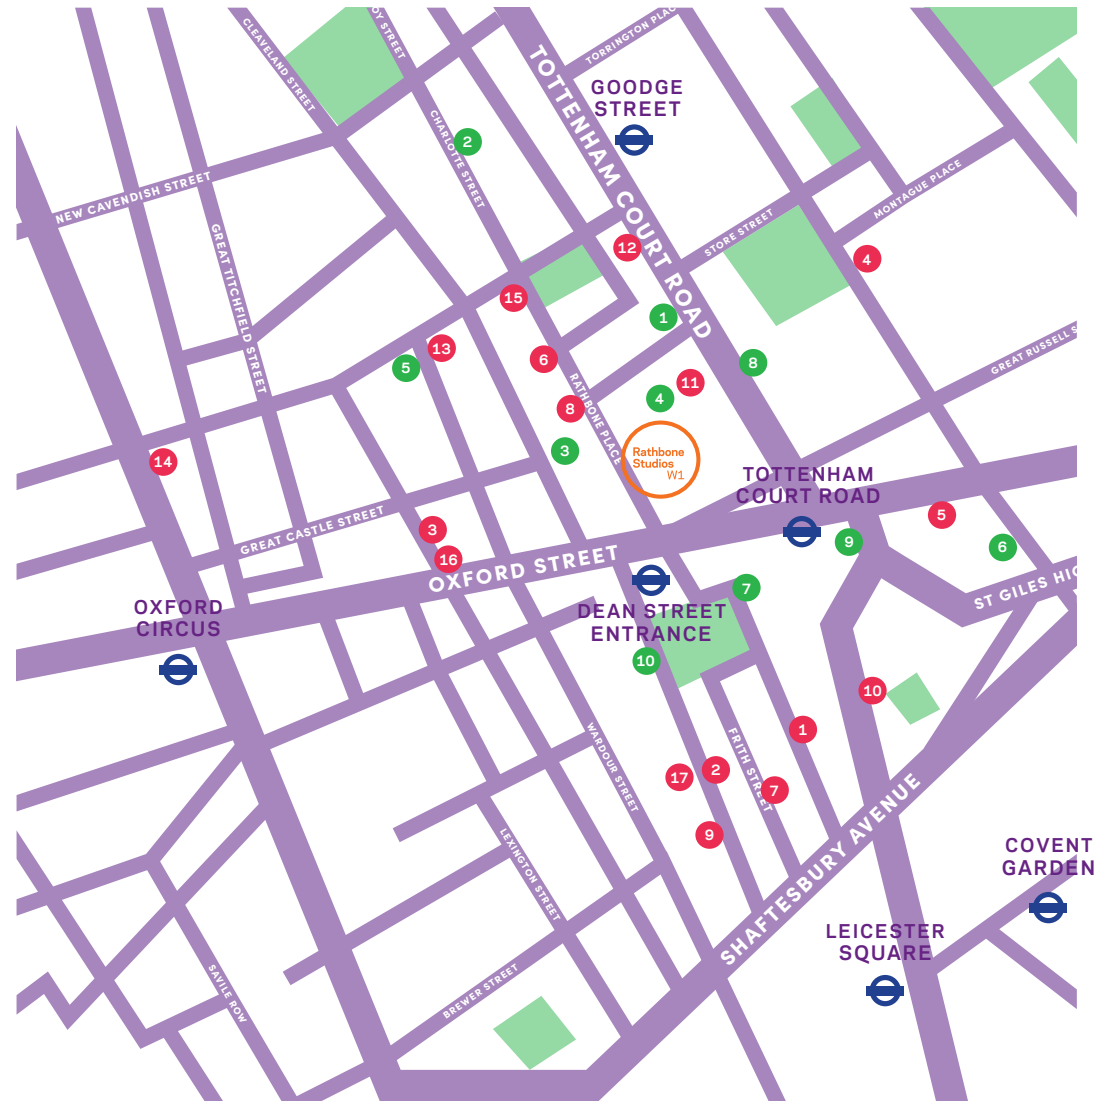 CLEAVELAND STREET
OY STREET
TORRINGTON PLAC
TOTTENHAM COURT ROAD
GOODGE
STREET
CHARLOTTE STREET
2
NEW CAVENDISH STREET
MONTAGUE PLACE
STORE STREET
GREAT TITCHFIELD STREET
12
4
15
1
13
5
6
8
GREAT RUSSELL S
11
4
8
RATHBONE PLACE
3
Rathbone
Studios
W1
14
TOTTENHAM
COURT ROAD
GREAT CASTLE STREET
3
16
5
9
6
OXFORD STREET
ST GILES HIG
7
OXFORD
CIRCUS
DEAN STREET
ENTRANCE
10
10
1
WARDOUR STREET
FRITH STREET
17
2
7
9
SHAFTESBURY AVENUE
LEXINGTON STREET
COVENT
GARDEN
LEICESTER
SQUARE
SAVILE ROW
BREWER STREET